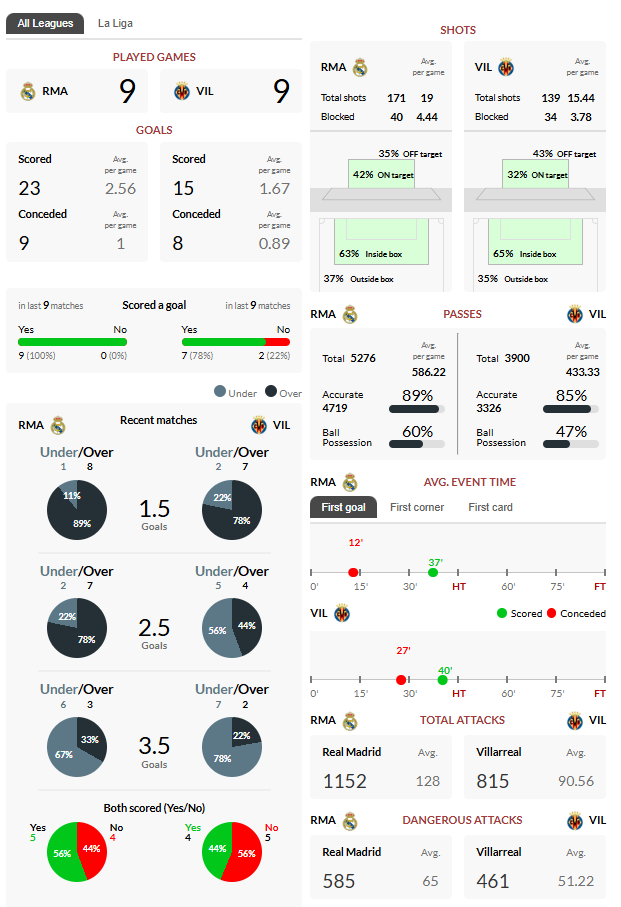 All Leagues La Liga
PLAYED GAMES
RMA 9 VIL 9
GOALS
Scored Avg. per game
23 2.56
Conceded Avg. per game
9 1
Scored Avg. per game
15 1.67
Conceded Avg. per game
8 0.89
in last 9 matches Scored a goal in last 9 matches
Yes No Yes No
9 (100%) 0 (0%) 7 (78%) 2 (22%)
Under Over
RMA Recent matches VIL
Under/Over Under/Over
1 8 2 7
11% 89% 1.5 Goals 22% 78%
Under/Over Under/Over
2 7 5 4
22% 78% 2.5 Goals 56% 44%
Under/Over Under/Over
6 3 7 2
67% 33% 3.5 Goals 78% 22%
Both scored (Yes/No)
Yes No Yes No
5 4 4 5
56% 44% 44% 56%
SHOTS
RMA Avg. per game
Total shots 171 19
Blocked 40 4.44
35% OFF target
42% ON target
63% Inside box
37% Outside box
VIL Avg. per game
Total shots 139 15.44
Blocked 34 3.78
43% OFF target
32% ON target
65% Inside box
35% Outside box
RMA PASSES VIL
Total 5276 Avg. per game
586.22
Accurate 89%
4719
Ball 60%
Possession
Total 3900 Avg. per game
433.33
Accurate 85%
3326
Ball 47%
Possession
RMA AVG. EVENT TIME
First goal First corner First card
12'
37'
0' 15' 30' HT 60' 75' FT
VIL Scored Conceded
27'
40'
0' 15' 30' HT 60' 75' FT
RMA TOTAL ATTACKS VIL
Real Madrid Avg. Villarreal Avg.
1152 128 815 90.56
RMA DANGEROUS ATTACKS VIL
Real Madrid Avg. Villarreal Avg.
585 65 461 51.22